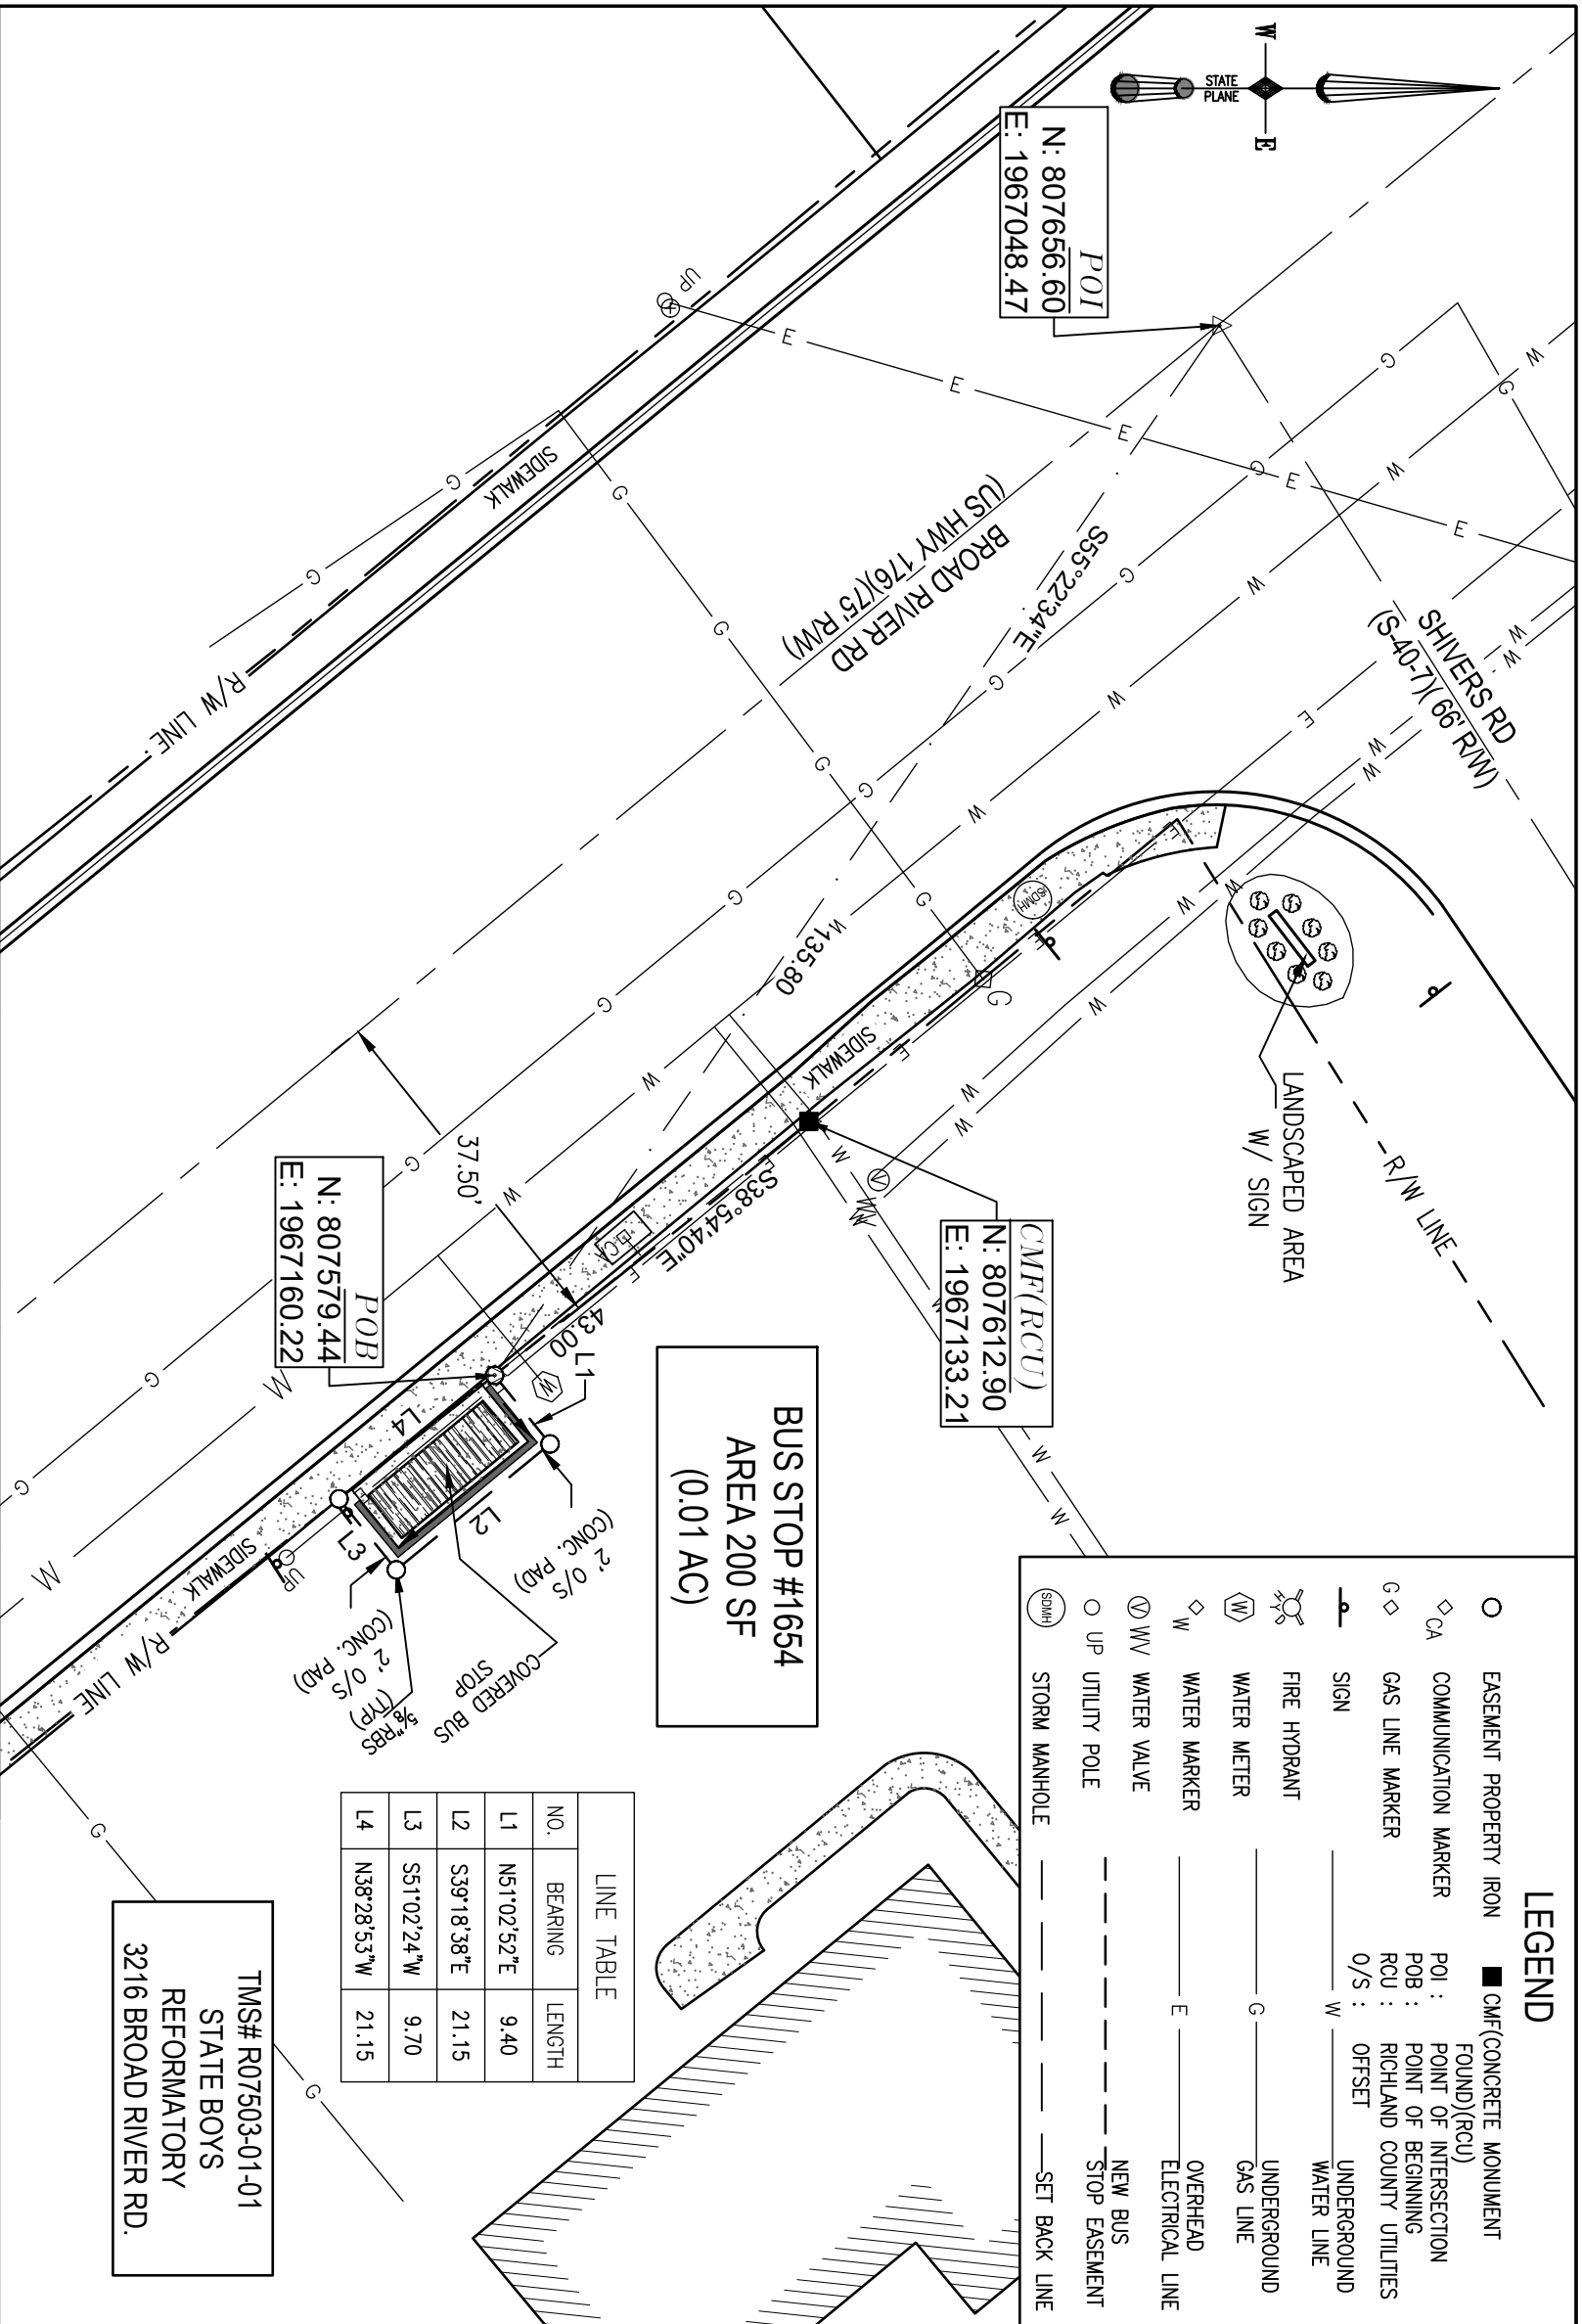 W
STATE
PLANE
E
POI
N: 807656.60
E: 1967048.47
UP
E
E
E
E
E
SIDEWALK
R/W LINE
BROAD RIVER RD
(US HWY 176)(75' R/W)
S55°22'34"E
135.80
SHIVERS RD
(S-40-7)( 66' R/W)
SDMH
G
SIDEWALK
R/W LINE
LANDSCAPED AREA
W/ SIGN
CMF(RCU)
N: 807612.90
E: 1967133.21
WV
S38°54'40"E
43.00
37.50'
CA
POB
N: 807579.44
E: 1967160.22
W
L1
L2
L3
L4
2' O/S
(CONC. PAD)
COVERED BUS
STOP
5/8"RBS
(TYP)
2' O/S
(CONC. PAD)
UP
SIDEWALK
R/W LINE
BUS STOP #1654
AREA 200 SF
(0.01 AC)
LINE TABLE
NO. BEARING LENGTH
L1 N51°02'52"E 9.40
L2 S39°18'38"E 21.15
L3 S51°02'24"W 9.70
L4 N38°28'53"W 21.15
TMS# R07503-01-01
STATE BOYS
REFORMATORY
3216 BROAD RIVER RD.
LEGEND
EASEMENT PROPERTY IRON
CA COMMUNICATION MARKER
G GAS LINE MARKER
SIGN
HYD FIRE HYDRANT
W WATER METER
W WATER MARKER
WV WATER VALVE
UP UTILITY POLE
SDMH STORM MANHOLE
CMF(CONCRETE MONUMENT
FOUND)(RCU)
POI : POINT OF INTERSECTION
POB : POINT OF BEGINNING
RCU : RICHLAND COUNTY UTILITIES
O/S : OFFSET
W UNDERGROUND
WATER LINE
G UNDERGROUND
GAS LINE
E OVERHEAD
ELECTRICAL LINE
NEW BUS
STOP EASEMENT
SET BACK LINE